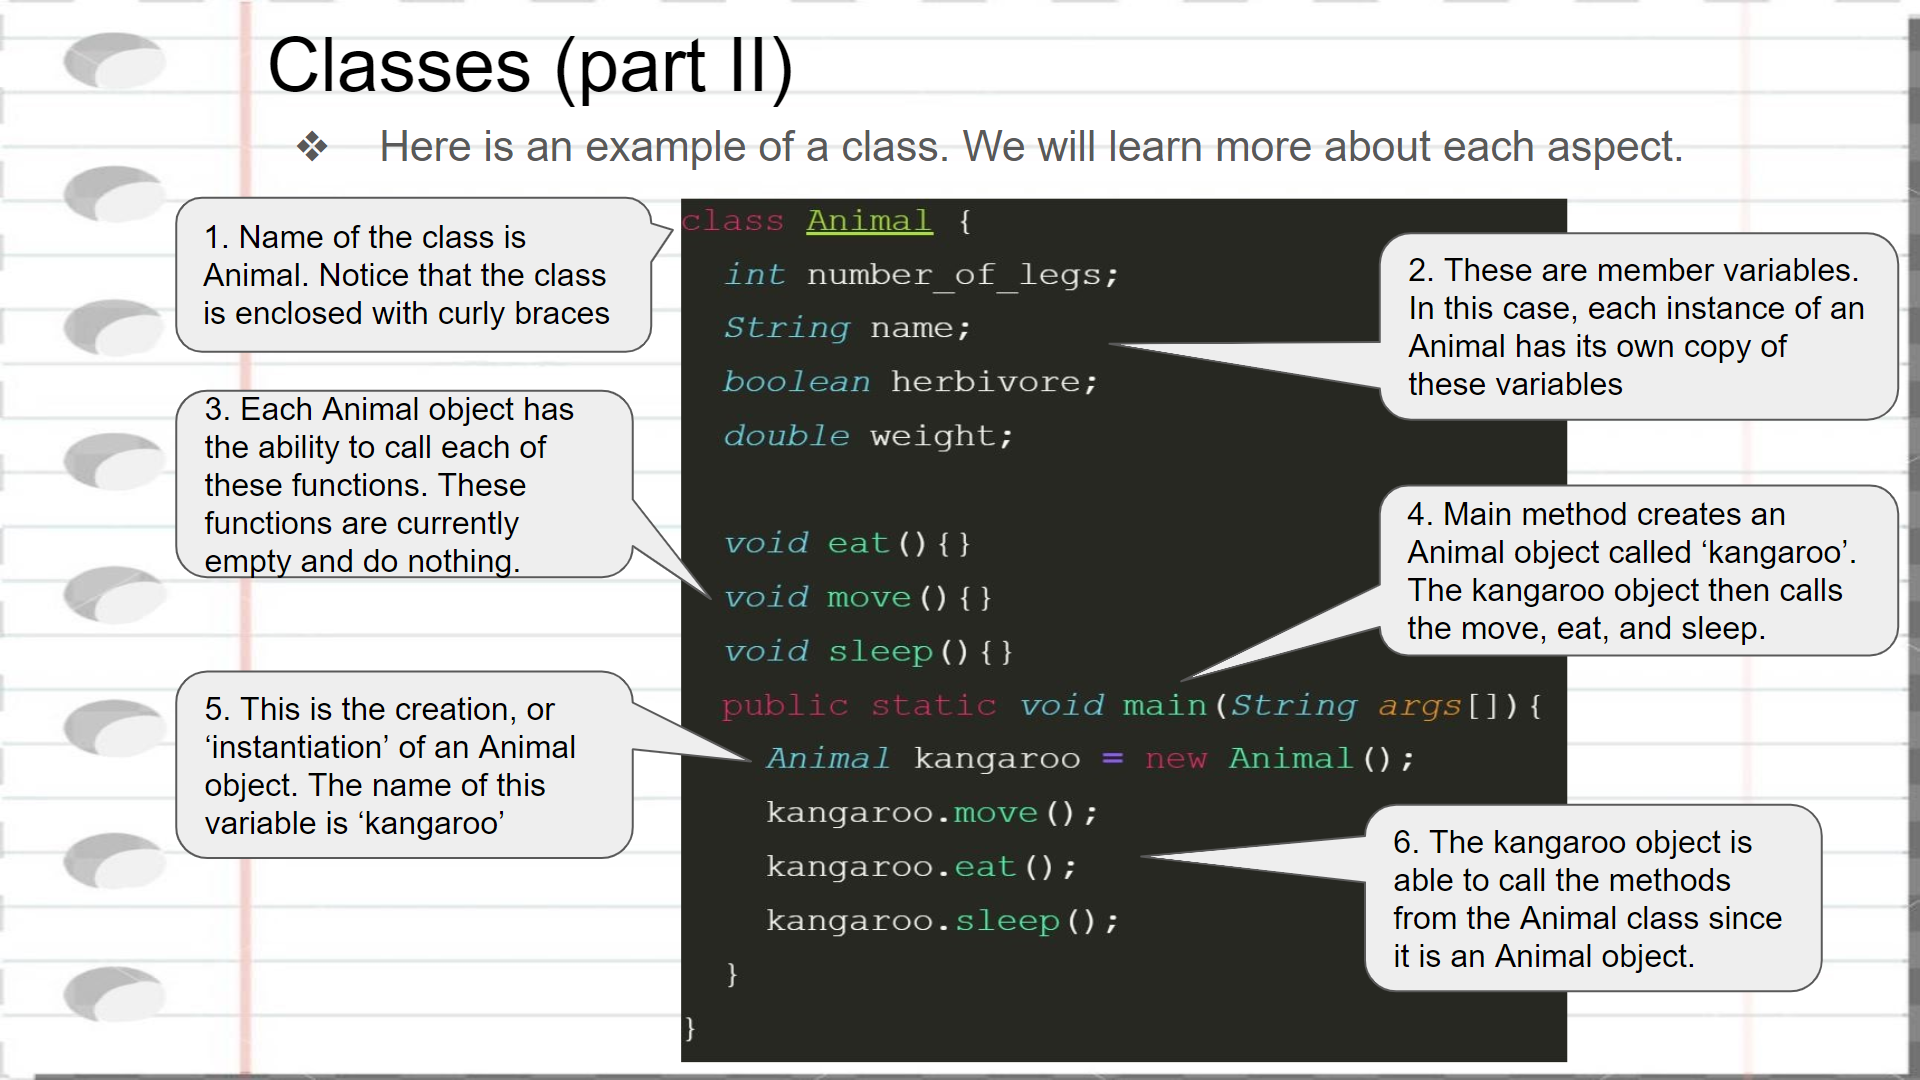 Classes (part II)
❖ Here is an example of a class. We will learn more about each aspect.
1. Name of the class is
Animal. Notice that the class
is enclosed with curly braces
2. These are member variables.
In this case, each instance of an
Animal has its own copy of
these variables
3. Each Animal object has
the ability to call each of
these functions. These
functions are currently
empty and do nothing.
4. Main method creates an
Animal object called ‘kangaroo’.
The kangaroo object then calls
the move, eat, and sleep.
5. This is the creation, or
‘instantiation’ of an Animal
object. The name of this
variable is ‘kangaroo’
6. The kangaroo object is
able to call the methods
from the Animal class since
it is an Animal object.
class Animal {
int number_of_legs;
String name;
boolean herbivore;
double weight;
void eat(){}
void move(){}
void sleep(){}
public static void main(String args[]){
Animal kangaroo = new Animal();
kangaroo.move();
kangaroo.eat();
kangaroo.sleep();
}
}